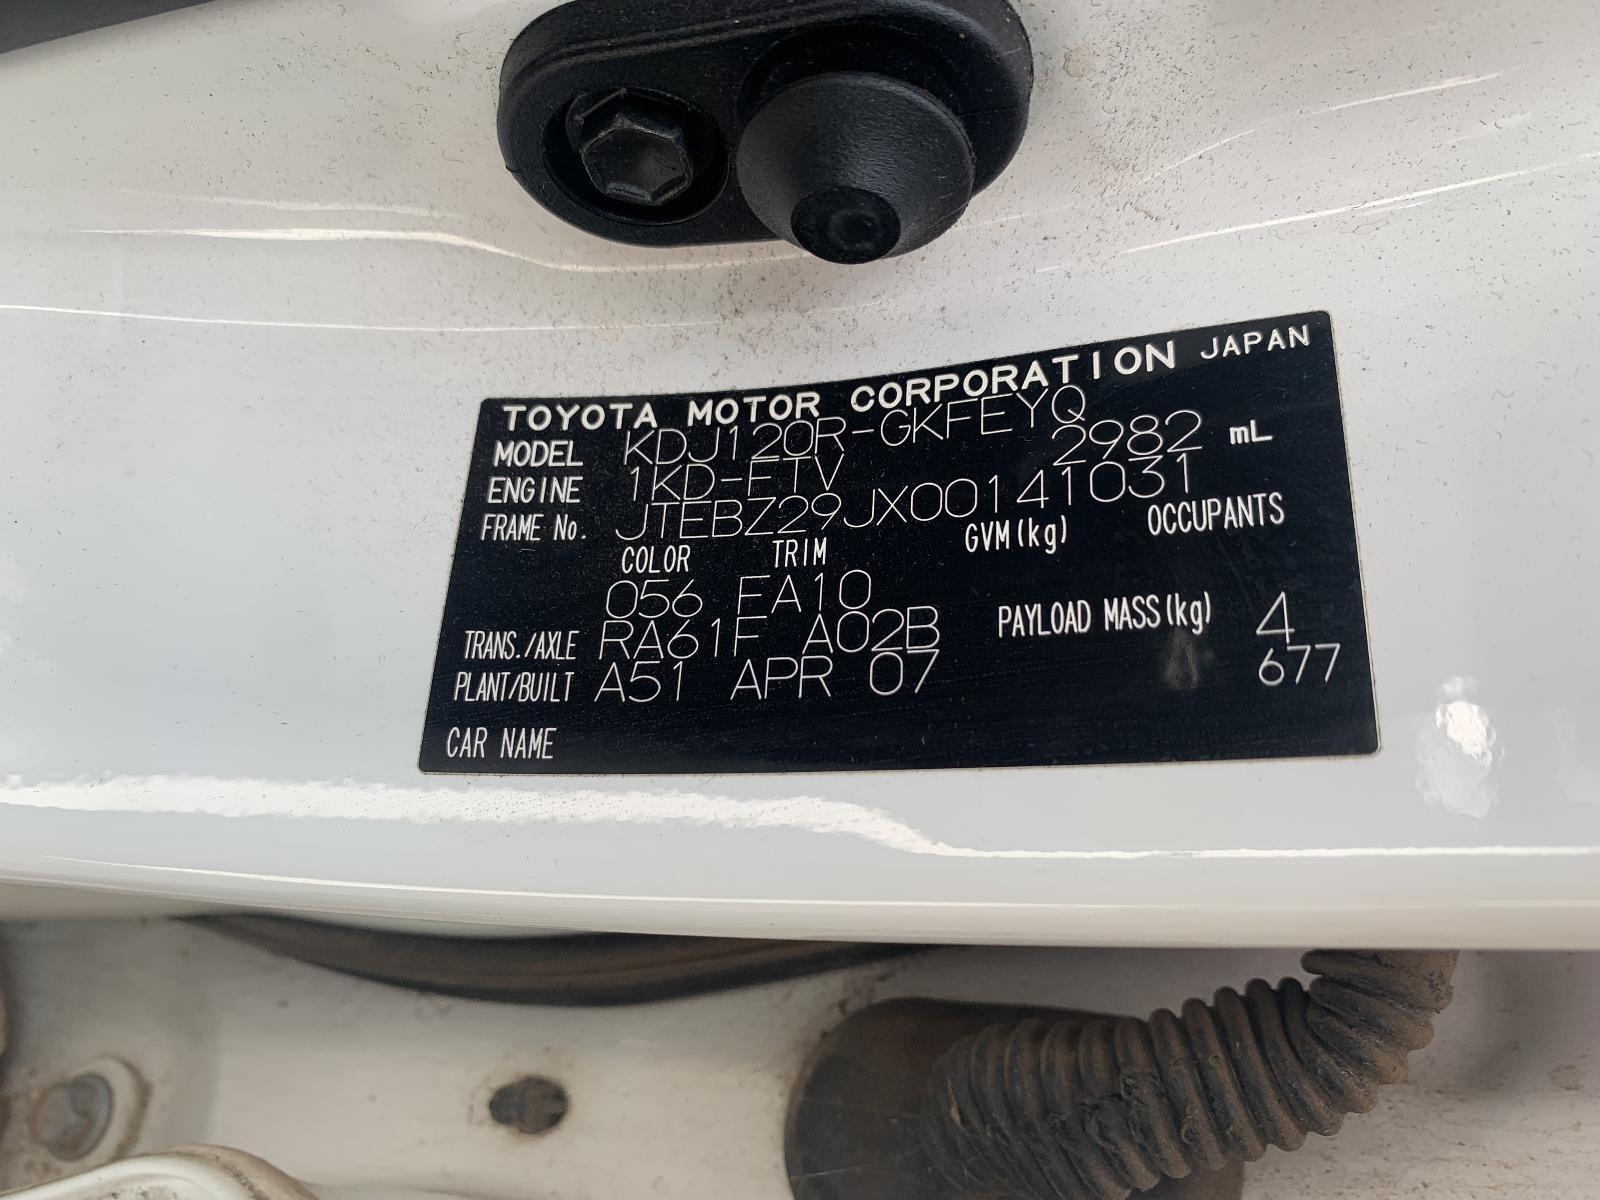 TOYOTA MOTOR CORPORATION JAPAN
MODEL KDJ120R-GKFEYQ
ENGINE 1KD-FTV 2982 mL
FRAME No. JTEBZ29JX00141031
COLOR TRIM GVM(kg) OCCUPANTS
056 FA10
TRANS./AXLE RA61F A02B PAYLOAD MASS(kg) 4
PLANT/BUILT A51 APR 07 677
CAR NAME